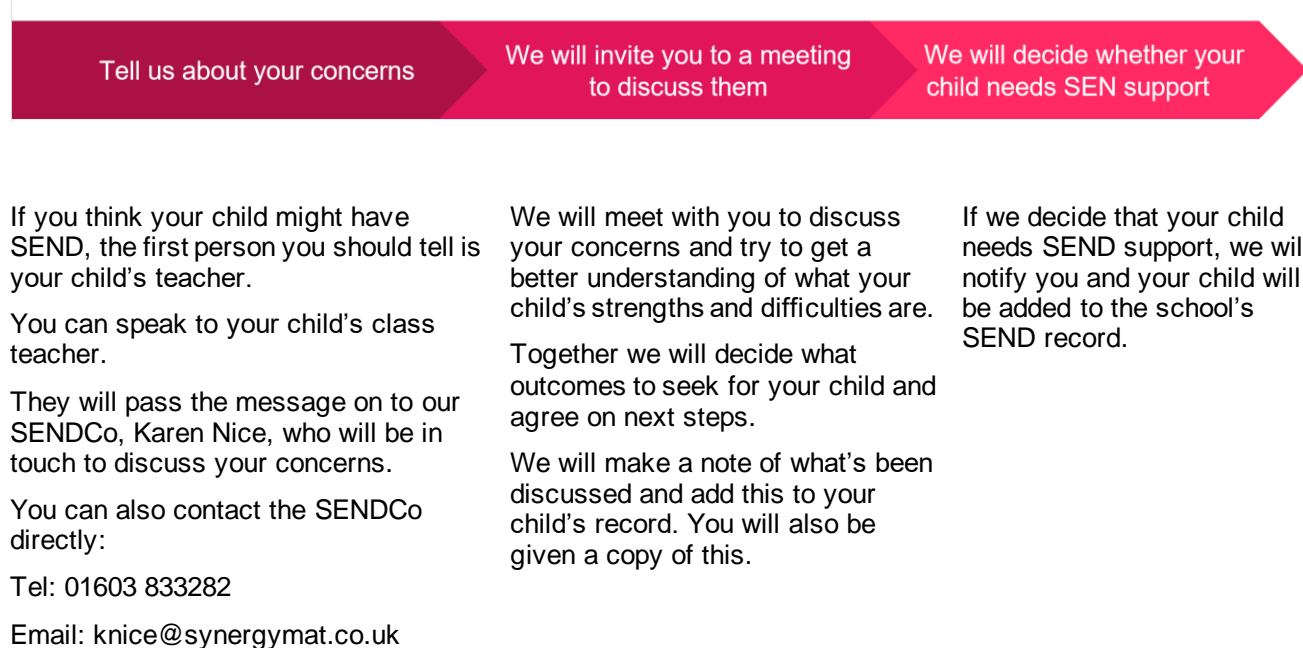 Tell us about your concerns
We will invite you to a meeting
to discuss them
We will decide whether your
child needs SEN support
If you think your child might have
SEND, the first person you should tell is
your child's teacher.
You can speak to your child's class
teacher.
They will pass the message on to our
SENDCo, Karen Nice, who will be in
touch to discuss your concerns.
You can also contact the SENDCo
directly:
Tel: 01603 833282
Email: knice@synergymat.co.uk
We will meet with you to discuss
your concerns and try to get a
better understanding of what your
child's strengths and difficulties are.
Together we will decide what
outcomes to seek for your child and
agree on next steps.
We will make a note of what's been
discussed and add this to your
child's record. You will also be
given a copy of this.
If we decide that your child
needs SEND support, we wil
notify you and your child will
be added to the school's
SEND record.